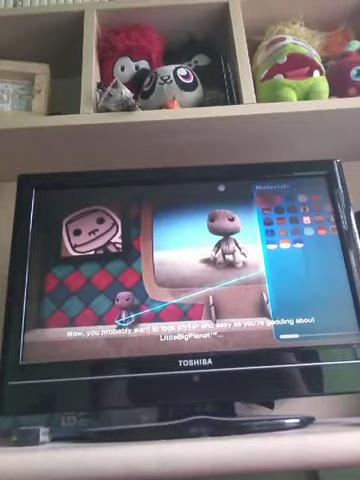 Materials
Now, you probably want to look stylish and sexy as you're gadding about
LittleBigPlanet™...
TOSHIBA